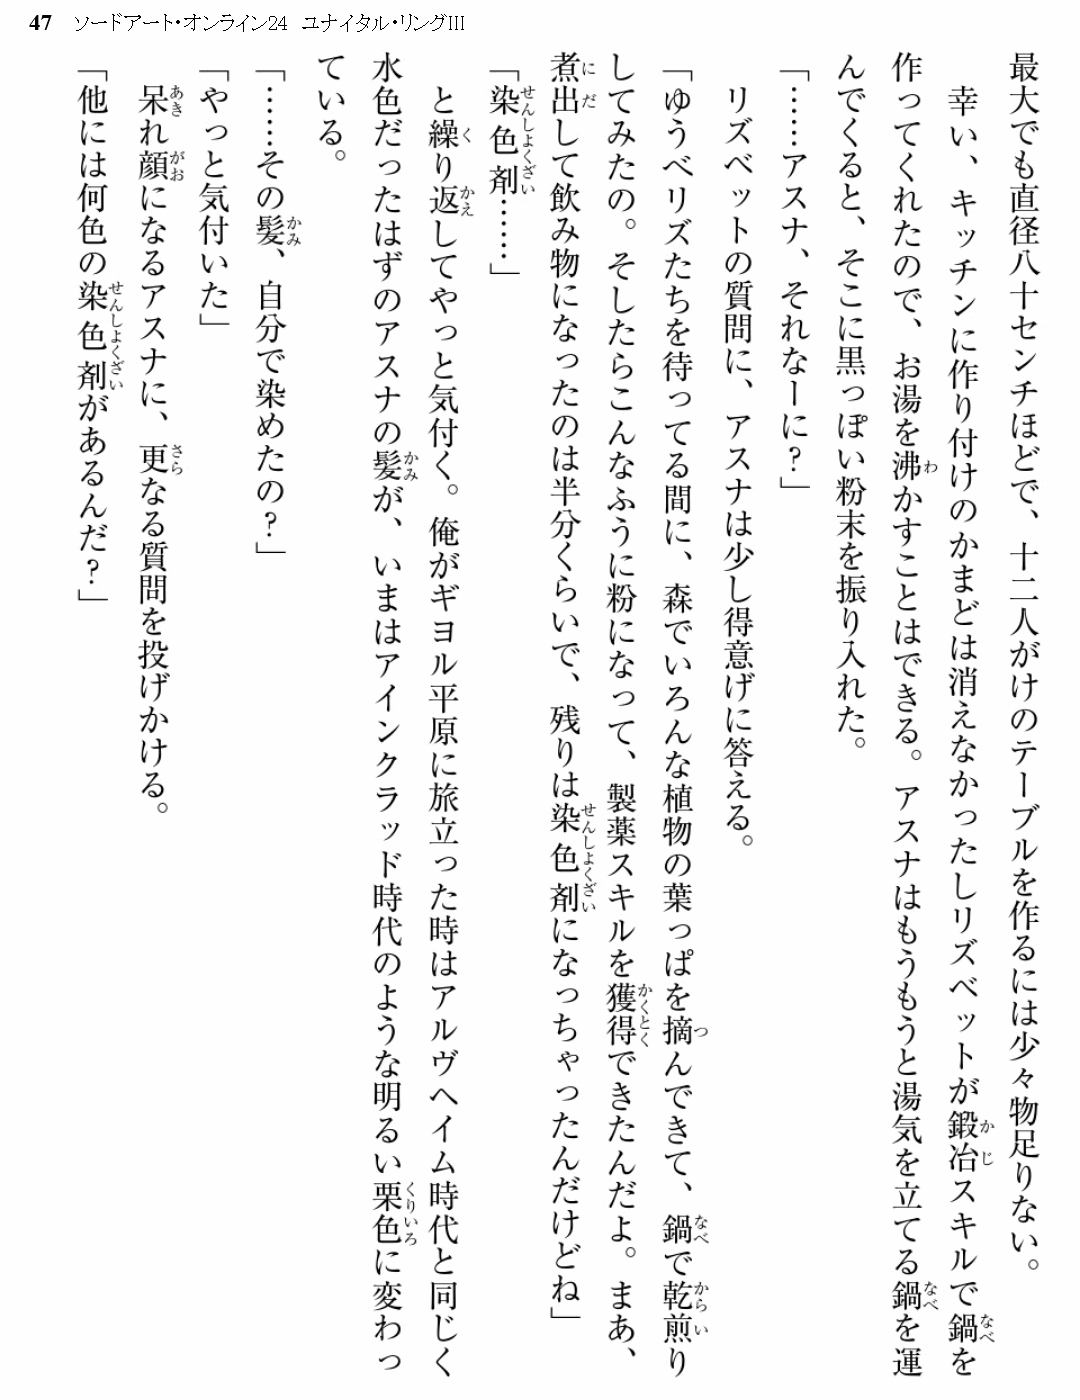 47 ソードアート・オンライン24 ユナイタル・リングIII
最大でも直径八十センチほどで、十二人がけのテーブルを作るには少々物足りない。
幸い、キッチンに作り付けのかまどは消えなかったしリズベットが鍛冶スキルで鍋を
作ってくれたので、お湯を沸かすことはできる。アスナはもうもうと湯気を立てる鍋を運
んでくると、そこに黒っぽい粉末を振り入れた。
「……アスナ、それなーに？」
リズベットの質問に、アスナは少し得意げに答える。
「ゆうべリズたちを待ってる間に、森でいろんな植物の葉っぱを摘んできて、鍋で乾煎り
してみたの。そしたらこんなふうに粉になって、製薬スキルを獲得できたんだよ。まあ、
煮出して飲み物になったのは半分くらいで、残りは染色剤になっちゃったんだけどね」
「染色剤……」
と繰り返してやっと気付く。俺がギヨル平原に旅立った時はアルヴヘイム時代と同じく
水色だったはずのアスナの髪が、いまはアインクラッド時代のような明るい栗色に変わっ
ている。
「……その髪、自分で染めたの？」
「やっと気付いた」
呆れ顔になるアスナに、更なる質問を投げかける。
「他には何色の染色剤があるんだ？」